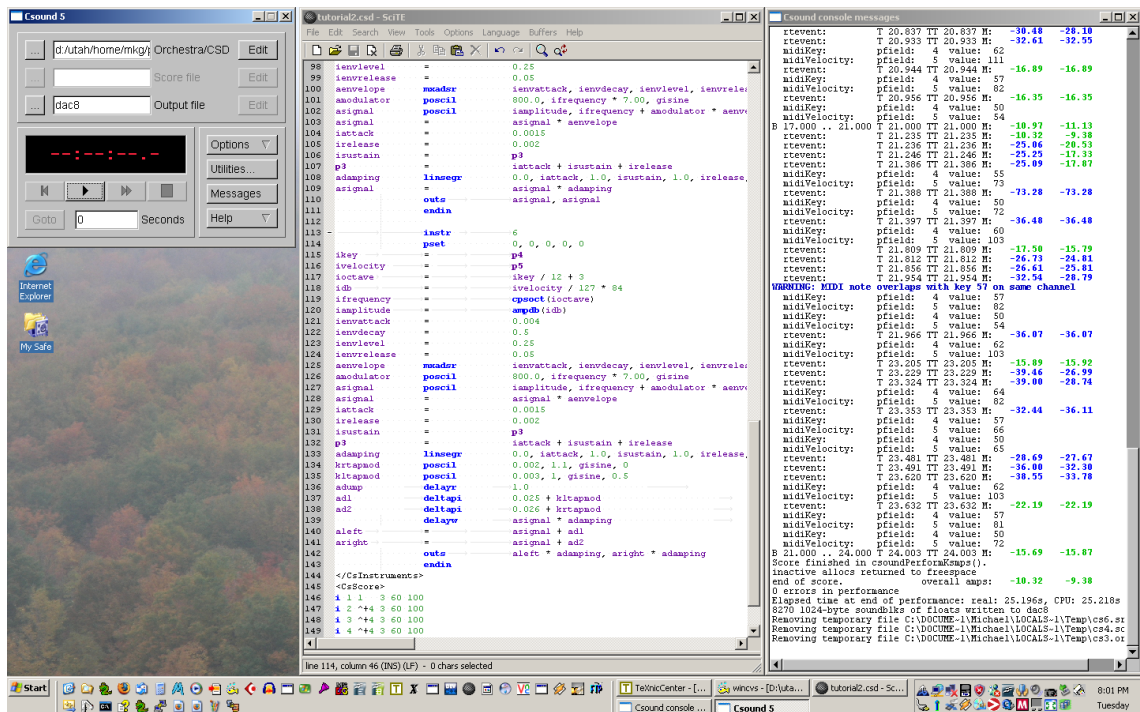 Csound 5
... d:/utah/home/mkg/p Orchestra/CSD Edit
... Score file Edit
... dac8 Output file Edit
--:--:--.-
Options
Utilities...
Messages
Goto 0 Seconds Help
Internet
Explorer
My Safe
tutorial2.csd - SciTE
File Edit Search View Tools Options Language Buffers Help
98 ienvlevel = 0.25
99 ienvrelease = 0.05
100 aenvelope mxadsr ienvattack, ienvdecay, ienvlevel, ienvreleas
101 amodulator poscil 800.0, ifrequency * 7.00, gisine
102 asignal poscil iamplitude, ifrequency + amodulator * aenve
103 asignal = asignal * aenvelope
104 iattack = 0.0015
105 irelease = 0.002
106 isustain = p3
107 p3 = iattack + isustain + irelease
108 adamping linsegr 0.0, iattack, 1.0, isustain, 1.0, irelease,
109 asignal = asignal * adamping
110 outs asignal, asignal
111 endin
112
113 - instr 6
114 pset 0, 0, 0, 0, 0
115 ikey = p4
116 ivelocity = p5
117 ioctave = ikey / 12 + 3
118 idb = ivelocity / 127 * 84
119 ifrequency = cpsoct(ioctave)
120 iamplitude = ampdb(idb)
121 ienvattack = 0.004
122 ienvdecay = 0.5
123 ienvlevel = 0.25
124 ienvrelease = 0.05
125 aenvelope mxadsr ienvattack, ienvdecay, ienvlevel, ienvreleas
126 amodulator poscil 800.0, ifrequency * 7.00, gisine
127 asignal poscil iamplitude, ifrequency + amodulator * aenve
128 asignal = asignal * aenvelope
129 iattack = 0.0015
130 irelease = 0.002
131 isustain = p3
132 p3 = iattack + isustain + irelease
133 adamping linsegr 0.0, iattack, 1.0, isustain, 1.0, irelease,
134 krtapmod poscil 0.002, 1.1, gisine, 0
135 kltapmod poscil 0.003, 1, gisine, 0.5
136 adump delayr 1.0
137 ad1 deltapi 0.025 + kltapmod
138 ad2 deltapi 0.026 + krtapmod
139 delayw asignal * adamping
140 aleft = asignal + ad1
141 aright = asignal + ad2
142 outs aleft * adamping, aright * adamping
143 endin
144 </CsInstruments>
145 <CsScore>
146 i 1 1 3 60 100
147 i 2 ^+4 3 60 100
148 i 3 ^+4 3 60 100
149 i 4 ^+4 3 60 100
line 114, column 46 (INS) (LF) - 0 chars selected
Csound console messages
rtevent: T 20.837 TT 20.837 M: -30.48 -28.10
rtevent: T 20.933 TT 20.933 M: -32.61 -32.55
midiKey: pfield: 4 value: 62
midiVelocity: pfield: 5 value: 111
rtevent: T 20.944 TT 20.944 M: -16.89 -16.89
midiKey: pfield: 4 value: 57
midiVelocity: pfield: 5 value: 82
rtevent: T 20.956 TT 20.956 M: -16.35 -16.35
midiKey: pfield: 4 value: 50
midiVelocity: pfield: 5 value: 54
B 17.000 .. 21.000 T 21.000 TT 21.000 M: -10.97 -11.13
rtevent: T 21.235 TT 21.235 M: -10.32 -9.38
rtevent: T 21.236 TT 21.236 M: -25.06 -20.53
rtevent: T 21.246 TT 21.246 M: -25.25 -17.33
rtevent: T 21.386 TT 21.386 M: -25.09 -17.87
midiKey: pfield: 4 value: 55
midiVelocity: pfield: 5 value: 73
rtevent: T 21.388 TT 21.388 M: -73.28 -73.28
midiKey: pfield: 4 value: 50
midiVelocity: pfield: 5 value: 72
rtevent: T 21.397 TT 21.397 M: -36.48 -36.48
midiKey: pfield: 4 value: 60
midiVelocity: pfield: 5 value: 103
rtevent: T 21.809 TT 21.809 M: -17.50 -15.79
rtevent: T 21.812 TT 21.812 M: -26.73 -24.81
rtevent: T 21.856 TT 21.856 M: -26.61 -25.81
rtevent: T 21.954 TT 21.954 M: -32.54 -28.79
WARNING: MIDI note overlaps with key 57 on same channel
midiKey: pfield: 4 value: 57
midiVelocity: pfield: 5 value: 82
midiKey: pfield: 4 value: 50
midiVelocity: pfield: 5 value: 54
rtevent: T 21.966 TT 21.966 M: -36.07 -36.07
midiKey: pfield: 4 value: 62
midiVelocity: pfield: 5 value: 103
rtevent: T 23.205 TT 23.205 M: -15.89 -15.92
rtevent: T 23.229 TT 23.229 M: -39.46 -26.99
rtevent: T 23.324 TT 23.324 M: -39.00 -28.74
midiKey: pfield: 4 value: 64
midiVelocity: pfield: 5 value: 82
rtevent: T 23.353 TT 23.353 M: -32.44 -36.11
midiKey: pfield: 4 value: 57
midiVelocity: pfield: 5 value: 66
midiKey: pfield: 4 value: 50
midiVelocity: pfield: 5 value: 65
rtevent: T 23.481 TT 23.481 M: -28.69 -27.67
rtevent: T 23.491 TT 23.491 M: -36.00 -32.30
rtevent: T 23.620 TT 23.620 M: -38.55 -33.78
midiKey: pfield: 4 value: 62
midiVelocity: pfield: 5 value: 103
rtevent: T 23.632 TT 23.632 M: -22.19 -22.19
midiKey: pfield: 4 value: 57
midiVelocity: pfield: 5 value: 81
midiKey: pfield: 4 value: 50
midiVelocity: pfield: 5 value: 72
B 21.000 .. 24.000 T 24.003 TT 24.003 M: -15.69 -15.87
Score finished in csoundPerformKsmps().
inactive allocs returned to freespace
end of score. overall amps: -10.32 -9.38
0 errors in performance
Elapsed time at end of performance: real: 25.196s, CPU: 25.218s
8270 1024-byte soundblks of floats written to dac8
Removing temporary file C:\DOCUME~1\Michael\LOCALS~1\Temp\cs6.sr
Removing temporary file C:\DOCUME~1\Michael\LOCALS~1\Temp\cs4.sc
Removing temporary file C:\DOCUME~1\Michael\LOCALS~1\Temp\cs3.or
Start
TeXnicCenter - [...
wincvs - [D:\uta...
tutorial2.csd - Sc...
Csound console ...
Csound 5
8:01 PM
Tuesday